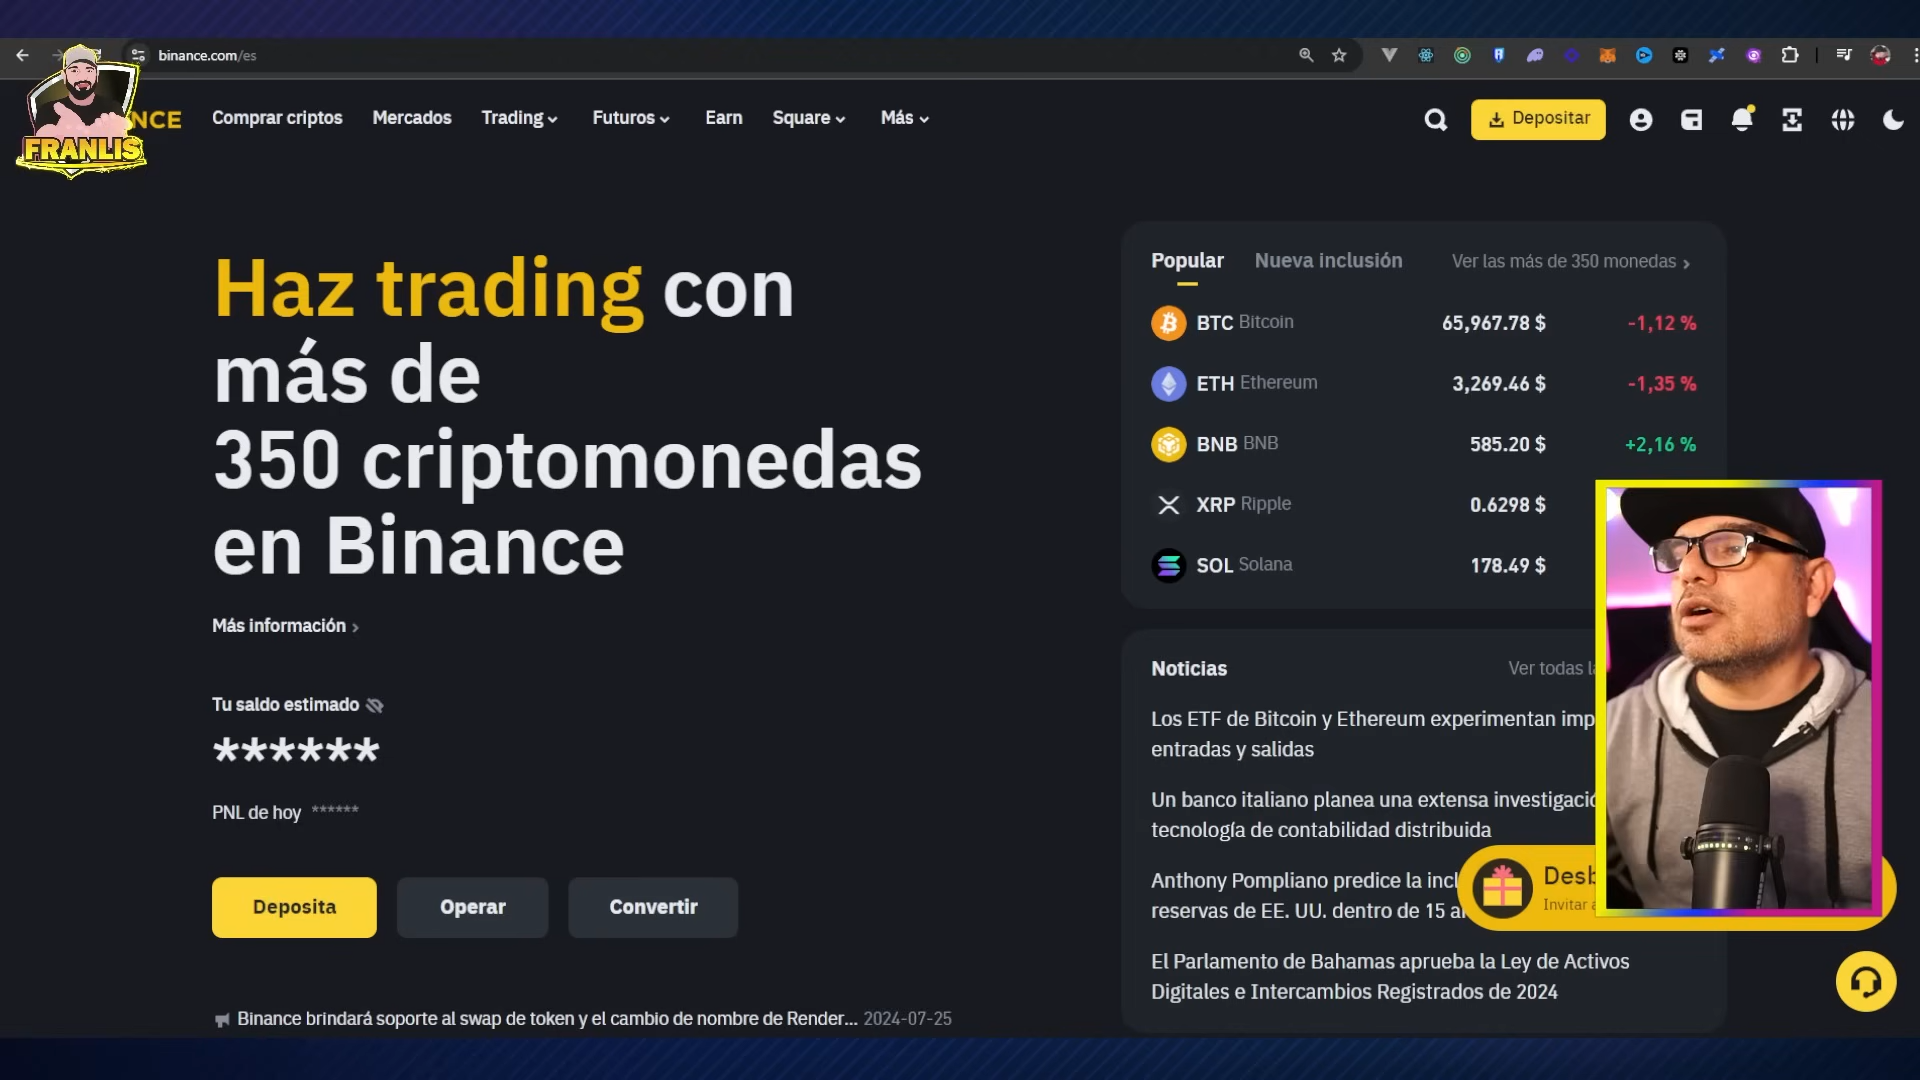 binance.com/es
FRANLIS
NCE
Comprar criptos
Mercados
Trading
Futuros
Earn
Square
Más
Depositar
Haz trading con
más de
350 criptomonedas
en Binance
Más información
Tu saldo estimado
******
PNL de hoy ******
Deposita
Operar
Convertir
Binance brindará soporte al swap de token y el cambio de nombre de Render... 2024-07-25
Popular
Nueva inclusión
Ver las más de 350 monedas
BTC Bitcoin 65,967.78 $ -1,12 %
ETH Ethereum 3,269.46 $ -1,35 %
BNB BNB 585.20 $ +2,16 %
XRP Ripple 0.6298 $
SOL Solana 178.49 $
Noticias
Ver todas
Los ETF de Bitcoin y Ethereum experimentan imp
entradas y salidas
Un banco italiano planea una extensa investigació
tecnología de contabilidad distribuida
Anthony Pompliano predice la incl
reservas de EE. UU. dentro de 15 a
El Parlamento de Bahamas aprueba la Ley de Activos
Digitales e Intercambios Registrados de 2024
Desb
Invitar a